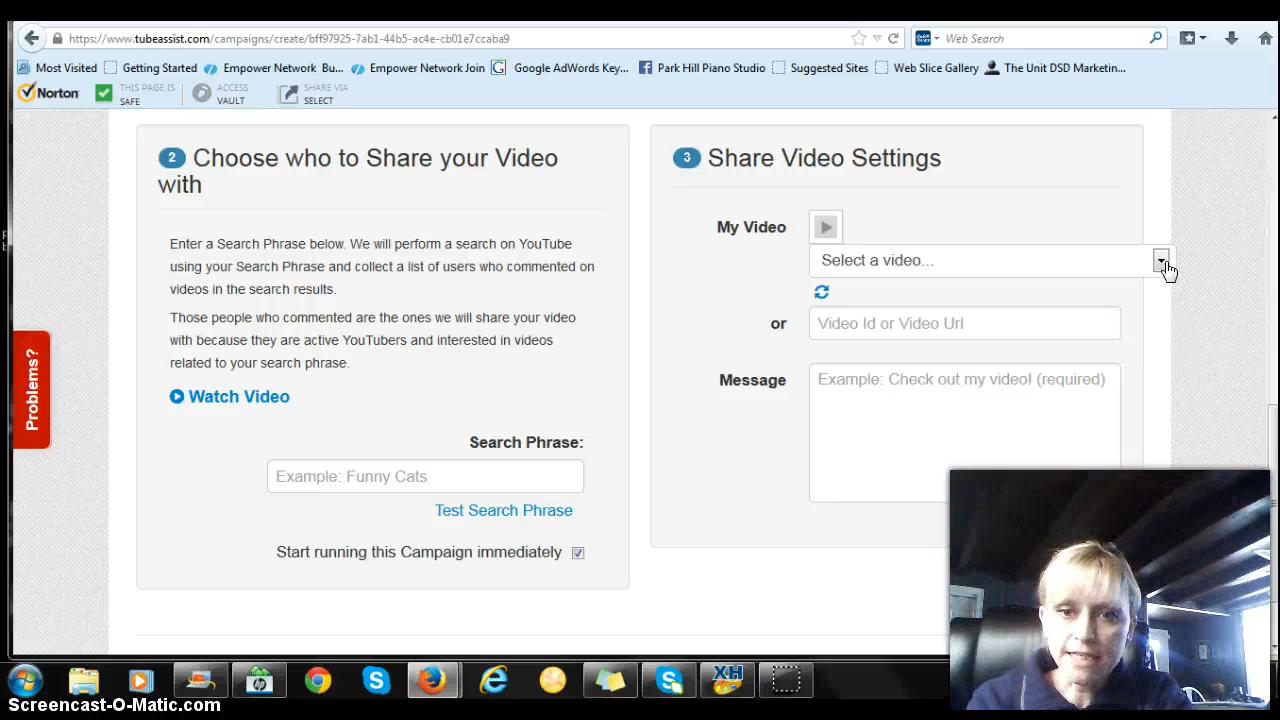 https://www.tubeassist.com/campaigns/create/bff97925-7ab1-44b5-ac4e-cb01e7ccaba9
Web Search
Most Visited Getting Started Empower Network Bu... Empower Network Join Google AdWords Key... Park Hill Piano Studio Suggested Sites Web Slice Gallery The Unit DSD Marketin...
Norton THIS PAGE IS SAFE ACCESS VAULT SHARE VIA SELECT
2 Choose who to Share your Video
with
Enter a Search Phrase below. We will perform a search on YouTube
using your Search Phrase and collect a list of users who commented on
videos in the search results.
Those people who commented are the ones we will share your video
with because they are active YouTubers and interested in videos
related to your search phrase.
Watch Video
Search Phrase:
Example: Funny Cats
Test Search Phrase
Start running this Campaign immediately
3 Share Video Settings
My Video
Select a video...
or Video Id or Video Url
Message Example: Check out my video! (required)
Problems?
XH
Screencast-O-Matic.com